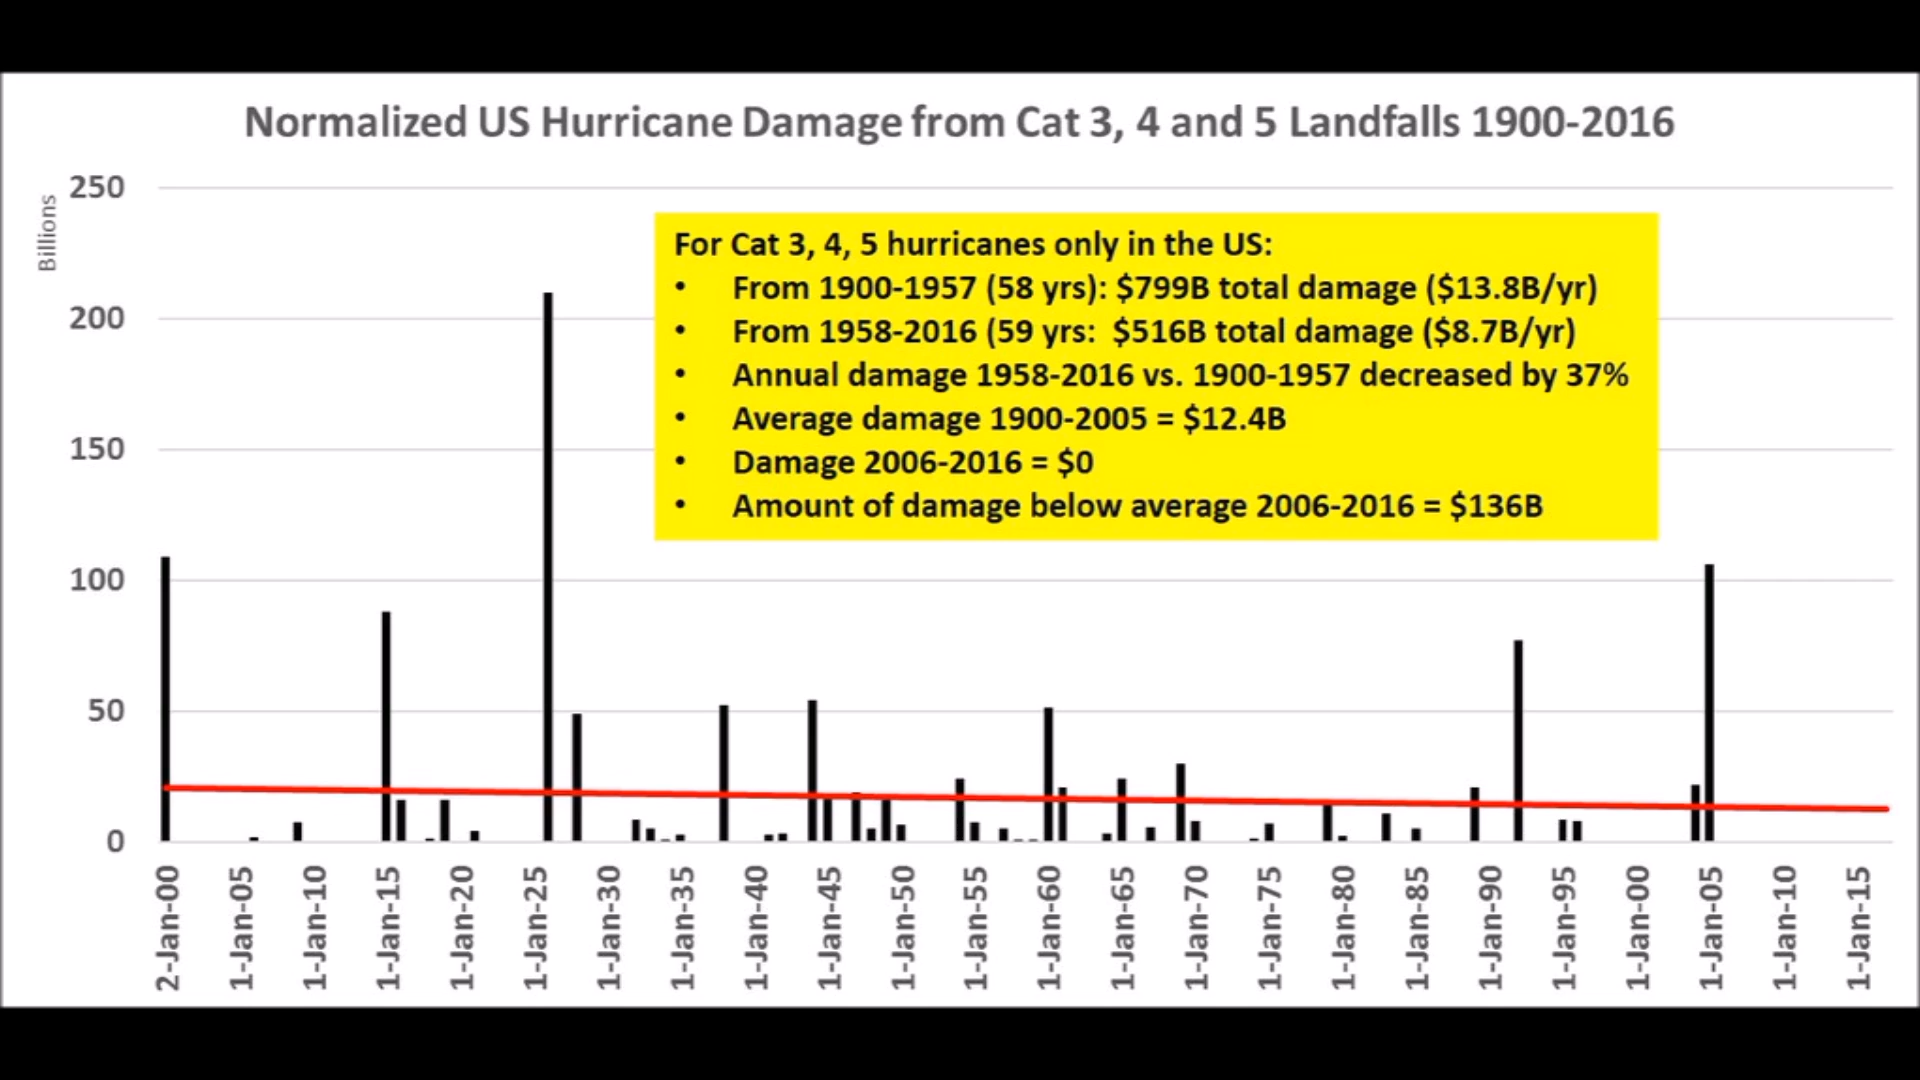 Normalized US Hurricane Damage from Cat 3, 4 and 5 Landfalls 1900-2016
Billions
250
200
150
100
50
0
For Cat 3, 4, 5 hurricanes only in the US:
• From 1900-1957 (58 yrs): $799B total damage ($13.8B/yr)
• From 1958-2016 (59 yrs: $516B total damage ($8.7B/yr)
• Annual damage 1958-2016 vs. 1900-1957 decreased by 37%
• Average damage 1900-2005 = $12.4B
• Damage 2006-2016 = $0
• Amount of damage below average 2006-2016 = $136B
2-Jan-00
1-Jan-05
1-Jan-10
1-Jan-15
1-Jan-20
1-Jan-25
1-Jan-30
1-Jan-35
1-Jan-40
1-Jan-45
1-Jan-50
1-Jan-55
1-Jan-60
1-Jan-65
1-Jan-70
1-Jan-75
1-Jan-80
1-Jan-85
1-Jan-90
1-Jan-95
1-Jan-00
1-Jan-05
1-Jan-10
1-Jan-15